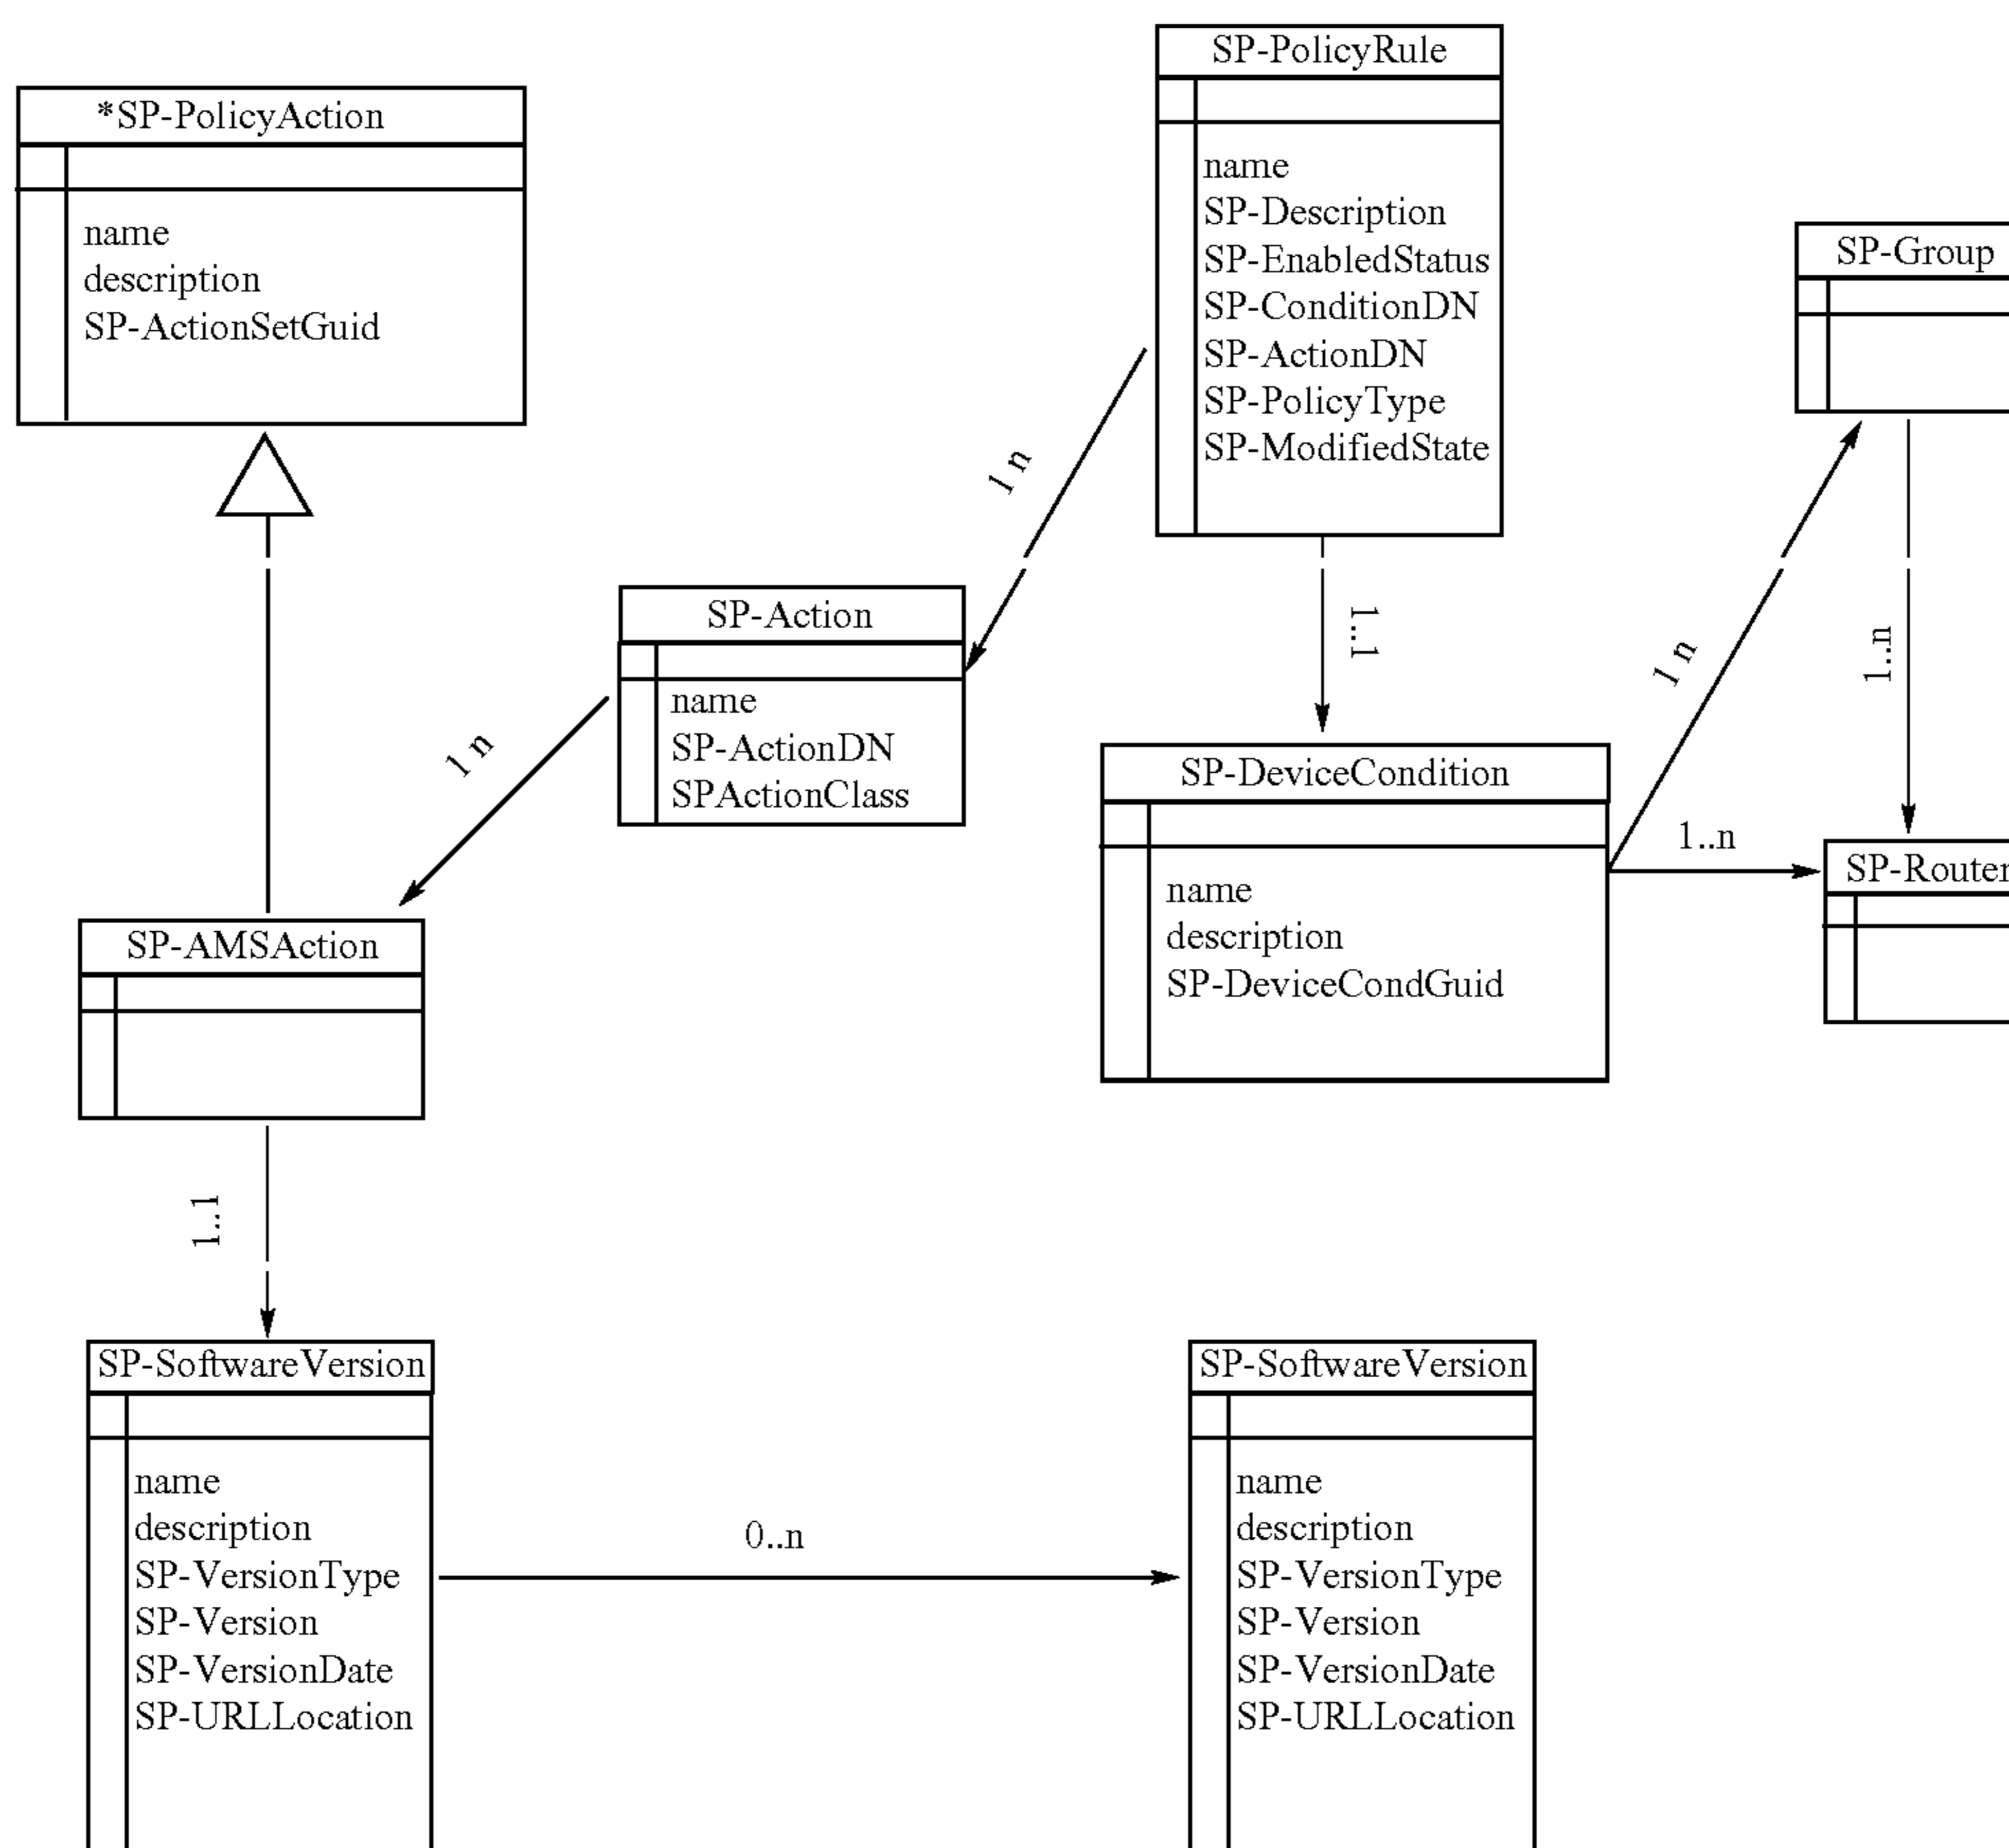 SP-PolicyRule
name
SP-Description
SP-EnabledStatus
SP-ConditionDN
SP-ActionDN
SP-PolicyType
SP-ModifiedState
*SP-PolicyAction
name
description
SP-ActionSetGuid
SP-Group
1 n
SP-Action
name
SP-ActionDN
SPActionClass
1..1
1 n
1..n
1 n
SP-DeviceCondition
name
description
SP-DeviceCondGuid
1..n
SP-Router
SP-AMSAction
1..1
SP-SoftwareVersion
name
description
SP-VersionType
SP-Version
SP-VersionDate
SP-URLLocation
0..n
SP-SoftwareVersion
name
description
SP-VersionType
SP-Version
SP-VersionDate
SP-URLLocation